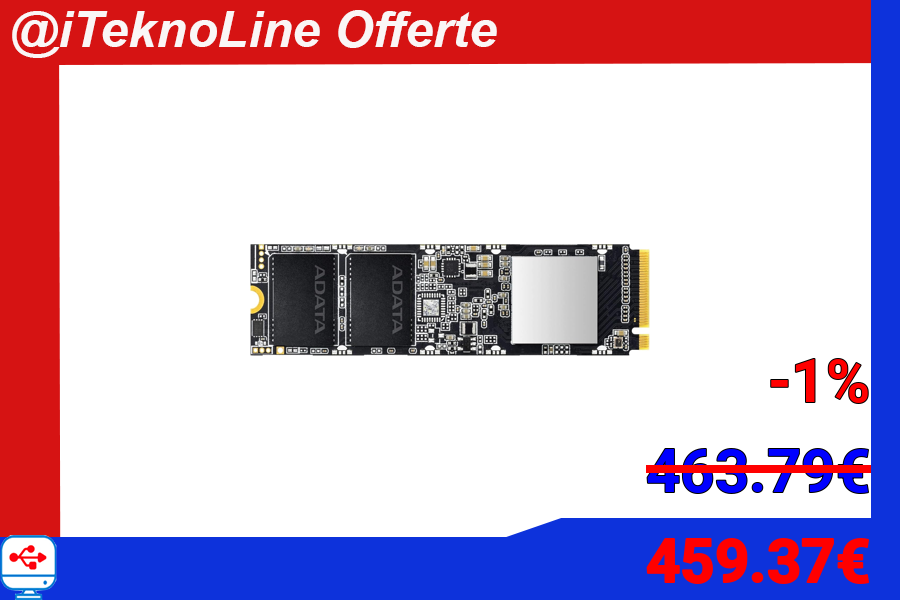 @iTeknoLine Offerte
ADATA
ADATA
-1%
463.79€
459.37€